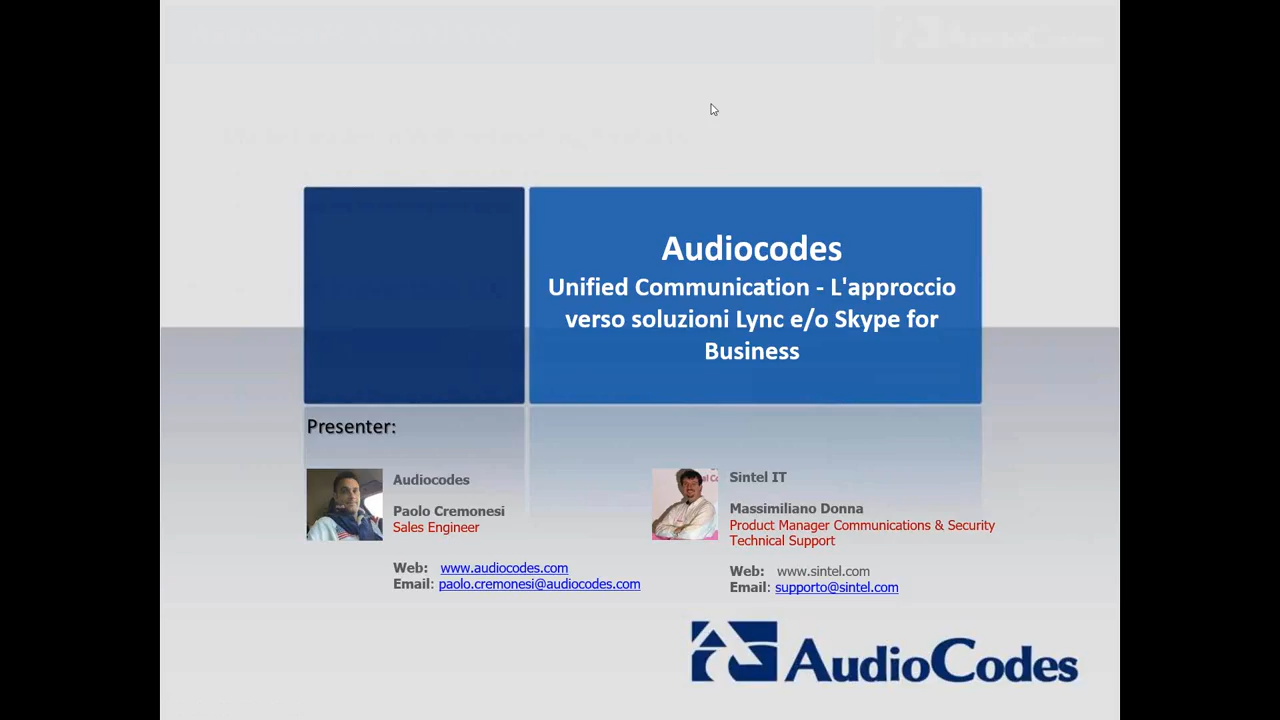 Audiocodes
Unified Communication - L'approccio
verso soluzioni Lync e/o Skype for
Business
Presenter:
Audiocodes
Paolo Cremonesi
Sales Engineer
Web: www.audiocodes.com
Email: paolo.cremonesi@audiocodes.com
Sintel IT
Massimiliano Donna
Product Manager Communications & Security
Technical Support
Web: www.sintel.com
Email: supporto@sintel.com
AudioCodes